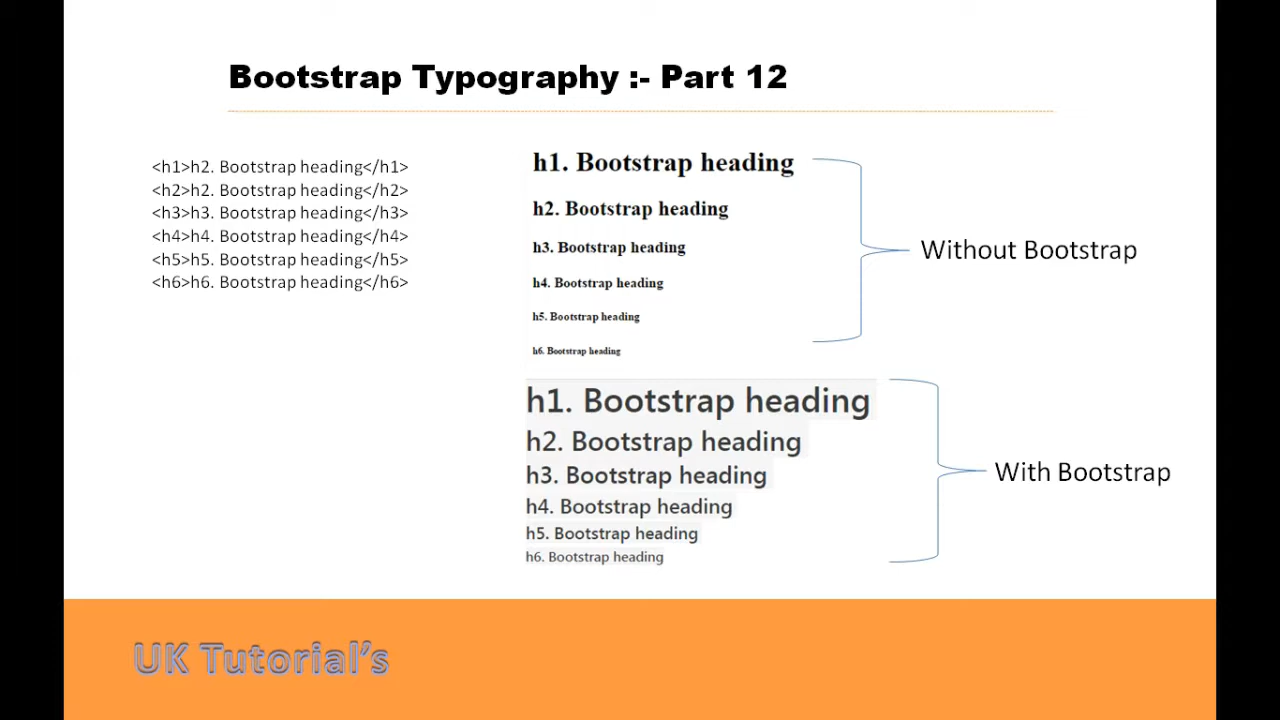 Bootstrap Typography :- Part 12
<h1>h2. Bootstrap heading</h1>
<h2>h2. Bootstrap heading</h2>
<h3>h3. Bootstrap heading</h3>
<h4>h4. Bootstrap heading</h4>
<h5>h5. Bootstrap heading</h5>
<h6>h6. Bootstrap heading</h6>
h1. Bootstrap heading
h2. Bootstrap heading
h3. Bootstrap heading
h4. Bootstrap heading
h5. Bootstrap heading
h6. Bootstrap heading
Without Bootstrap
h1. Bootstrap heading
h2. Bootstrap heading
h3. Bootstrap heading
h4. Bootstrap heading
h5. Bootstrap heading
h6. Bootstrap heading
With Bootstrap
UK Tutorial’s